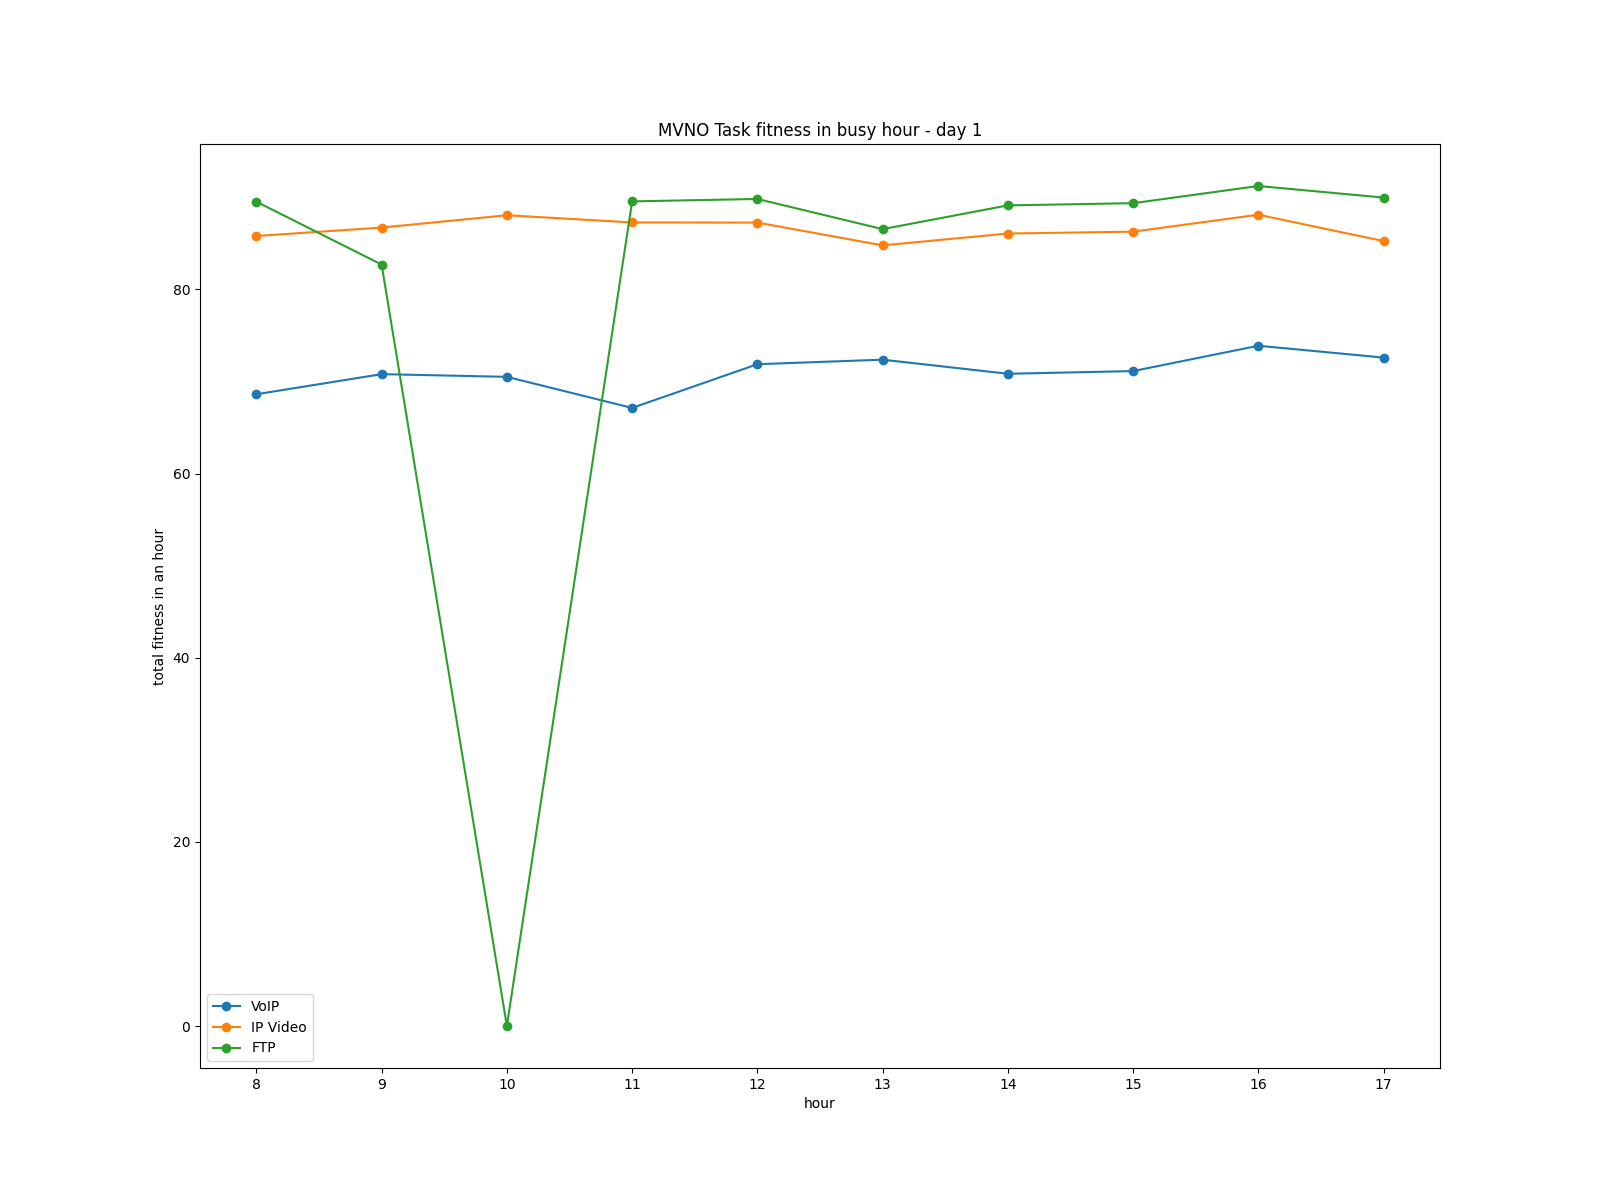 MVNO Task fitness in busy hour - day 1
total fitness in an hour
80
60
40
20
0
VoIP
IP Video
FTP
8 9 10 11 12 13 14 15 16 17
hour